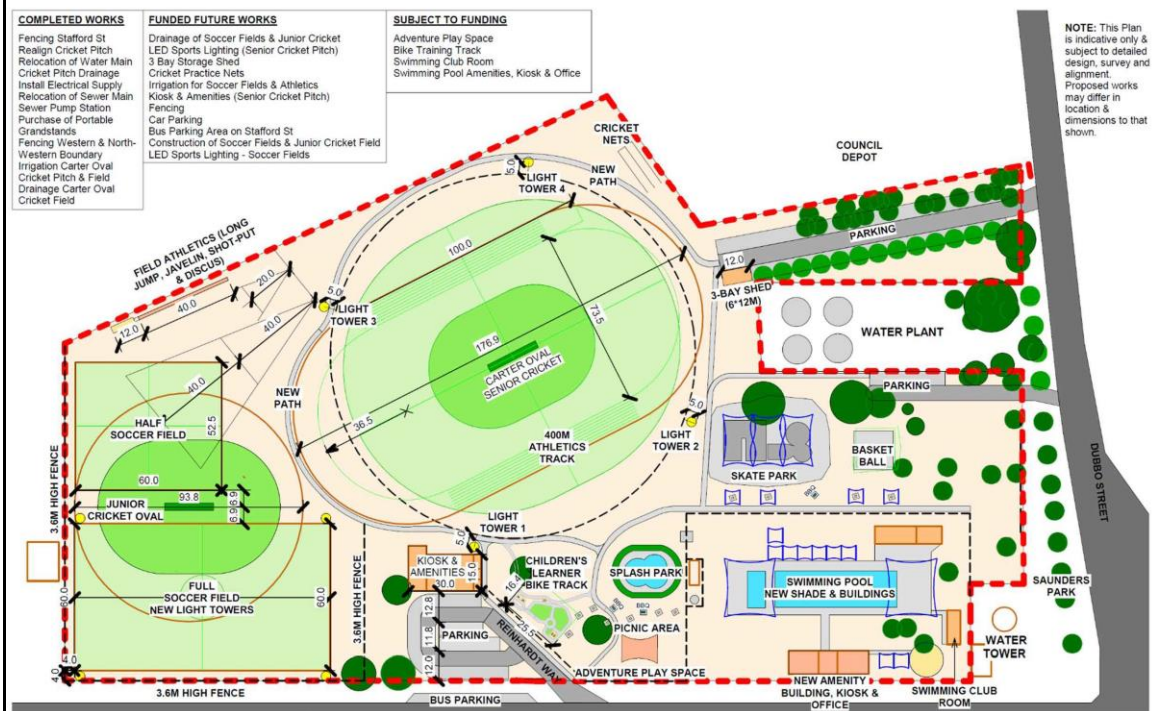 COMPLETED WORKS
Fencing Stafford St
Realign Cricket Pitch
Relocation of Water Main
Cricket Pitch Drainage
Install Electrical Supply
Relocation of Sewer Main
Sewer Pump Station
Purchase of Portable
Grandstands
Fencing Western & North-
Western Boundary
Irrigation Carter Oval
Cricket Pitch & Field
Drainage Carter Oval
Cricket Field
FUNDED FUTURE WORKS
Drainage of Soccer Fields & Junior Cricket
LED Sports Lighting (Senior Cricket Pitch)
3 Bay Storage Shed
Cricket Practice Nets
Irrigation for Soccer Fields & Athletics
Kiosk & Amenities (Senior Cricket Pitch)
Fencing
Car Parking
Bus Parking Area on Stafford St
Construction of Soccer Fields & Junior Cricket Field
LED Sports Lighting - Soccer Fields
SUBJECT TO FUNDING
Adventure Play Space
Bike Training Track
Swimming Club Room
Swimming Pool Amenities, Kiosk & Office
NOTE: This Plan
is indicative only &
subject to detailed
design, survey and
alignment.
Proposed works
may differ in
location &
dimensions to that
shown.
CRICKET
NETS
COUNCIL
DEPOT
5.0
LIGHT
TOWER 4
NEW
PATH
PARKING
FIELD ATHLETICS (LONG
JUMP, JAVELIN, SHOT-PUT
& DISCUS)
100.0
12.0
3-BAY SHED
(6*12M)
20.0
40.0
12.0
5.0
LIGHT
TOWER 3
40.0
73.5
WATER PLANT
176.9
CARTER OVAL
SENIOR CRICKET
40.0
PARKING
NEW
PATH
36.5
5.0
LIGHT
TOWER 2
HALF
SOCCER FIELD
52.5
400M
ATHLETICS
TRACK
BASKET
BALL
SKATE PARK
DUBBO STREET
3.6M HIGH FENCE
60.0
93.8
6.9
6.9
JUNIOR
CRICKET OVAL
BBQ
LIGHT
TOWER 1
5.0
KIOSK &
AMENITIES
30.0
15.0
CHILDREN'S
LEARNER
BIKE TRACK
16.4
SPLASH PARK
SWIMMING POOL
NEW SHADE & BUILDINGS
SAUNDERS
PARK
60.0
FULL
SOCCER FIELD
NEW LIGHT TOWERS
60.0
3.6M HIGH FENCE
12.8
11.8
12.0
PARKING
REINHARDT WAY
25.5
BBQ
PICNIC AREA
WATER
TOWER
ADVENTURE PLAY SPACE
4.0
4.0
3.6M HIGH FENCE
BUS PARKING
NEW AMENITY
BUILDING, KIOSK &
OFFICE
SWIMMING CLUB
ROOM